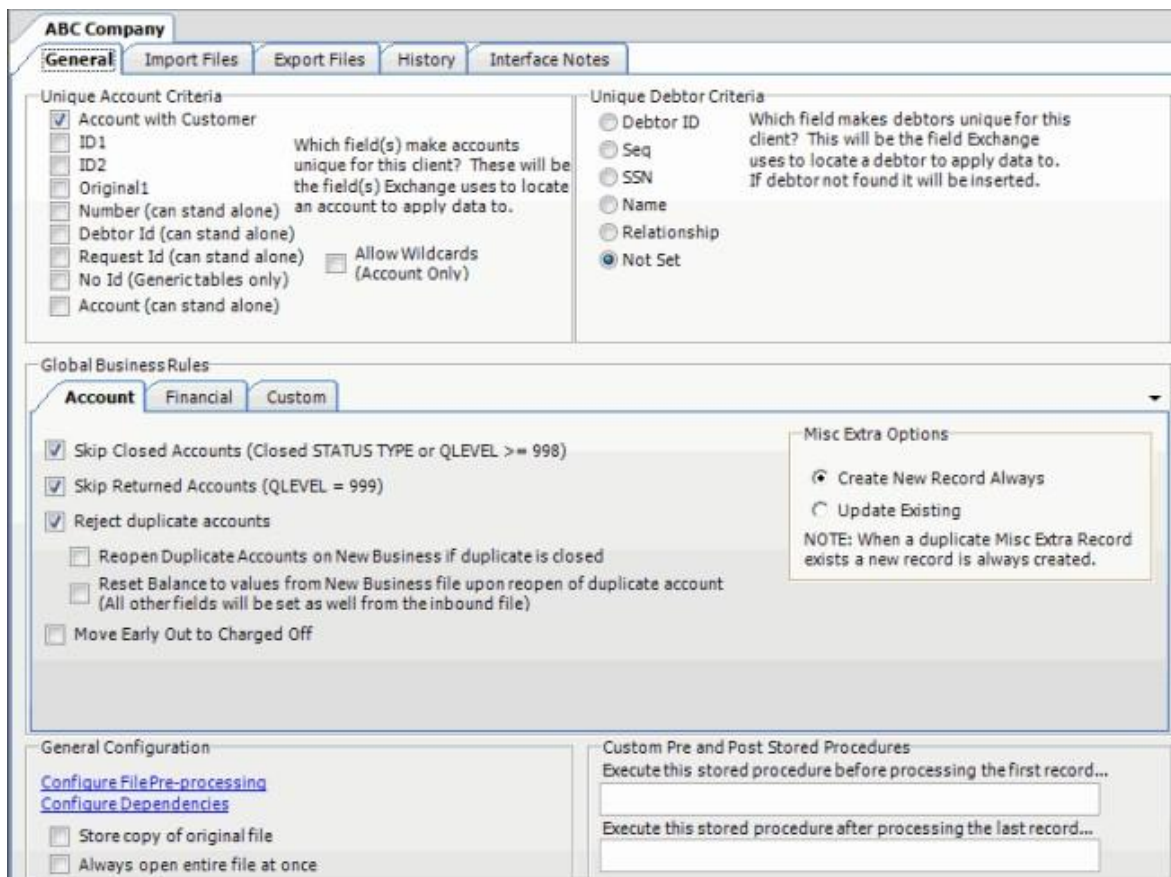 ABC Company
General
Import Files
Export Files
History
Interface Notes
Unique Account Criteria
Account with Customer
ID1
ID2
Original1
Number (can stand alone)
Debtor Id (can stand alone)
Request Id (can stand alone)
No Id (Generic tables only)
Account (can stand alone)
Which field(s) make accounts
unique for this client? These will be
the field(s) Exchange uses to locate
an account to apply data to.
Allow Wildcards
(Account Only)
Unique Debtor Criteria
Debtor ID
Seq
SSN
Name
Relationship
Not Set
Which field makes debtors unique for this
client? This will be the field Exchange
uses to locate a debtor to apply data to.
If debtor not found it will be inserted.
Global Business Rules
Account
Financial
Custom
Skip Closed Accounts (Closed STATUS TYPE or QLEVEL >= 998)
Skip Returned Accounts (QLEVEL = 999)
Reject duplicate accounts
Reopen Duplicate Accounts on New Business if duplicate is closed
Reset Balance to values from New Business file upon reopen of duplicate account
(All other fields will be set as well from the inbound file)
Move Early Out to Charged Off
Misc Extra Options
Create New Record Always
Update Existing
NOTE: When a duplicate Misc Extra Record
exists a new record is always created.
General Configuration
Configure File Pre-processing
Configure Dependencies
Store copy of original file
Always open entire file at once
Custom Pre and Post Stored Procedures
Execute this stored procedure before processing the first record...
Execute this stored procedure after processing the last record...